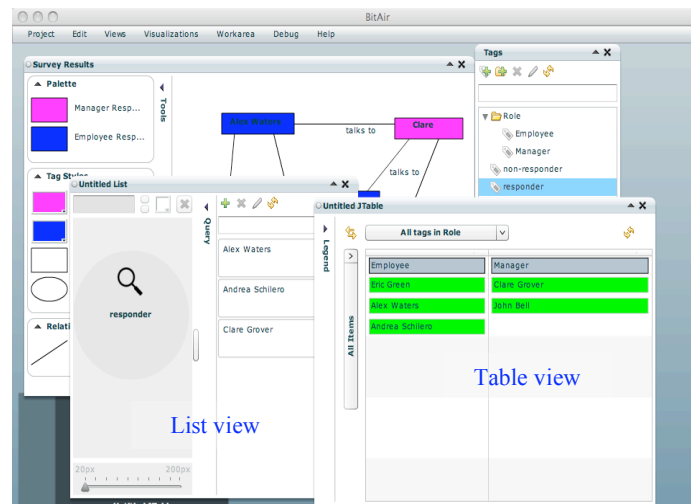 BitAir
Project Edit Views Visualizations Workarea Debug Help
Survey Results
Palette
Manager Resp...
Employee Resp...
Tag Styles
Relati
Tools
Alex Waters
talks to
Clare
talks to
Tags
Role
Employee
Manager
non-responder
responder
Untitled List
responder
20px 200px
Query
Alex Waters
Andrea Schilero
Clare Grover
List view
Untitled JTable
Legend
All tags in Role
All Items
Employee Manager
Eric Green Clare Grover
Alex Waters John Bell
Andrea Schilero
Table view